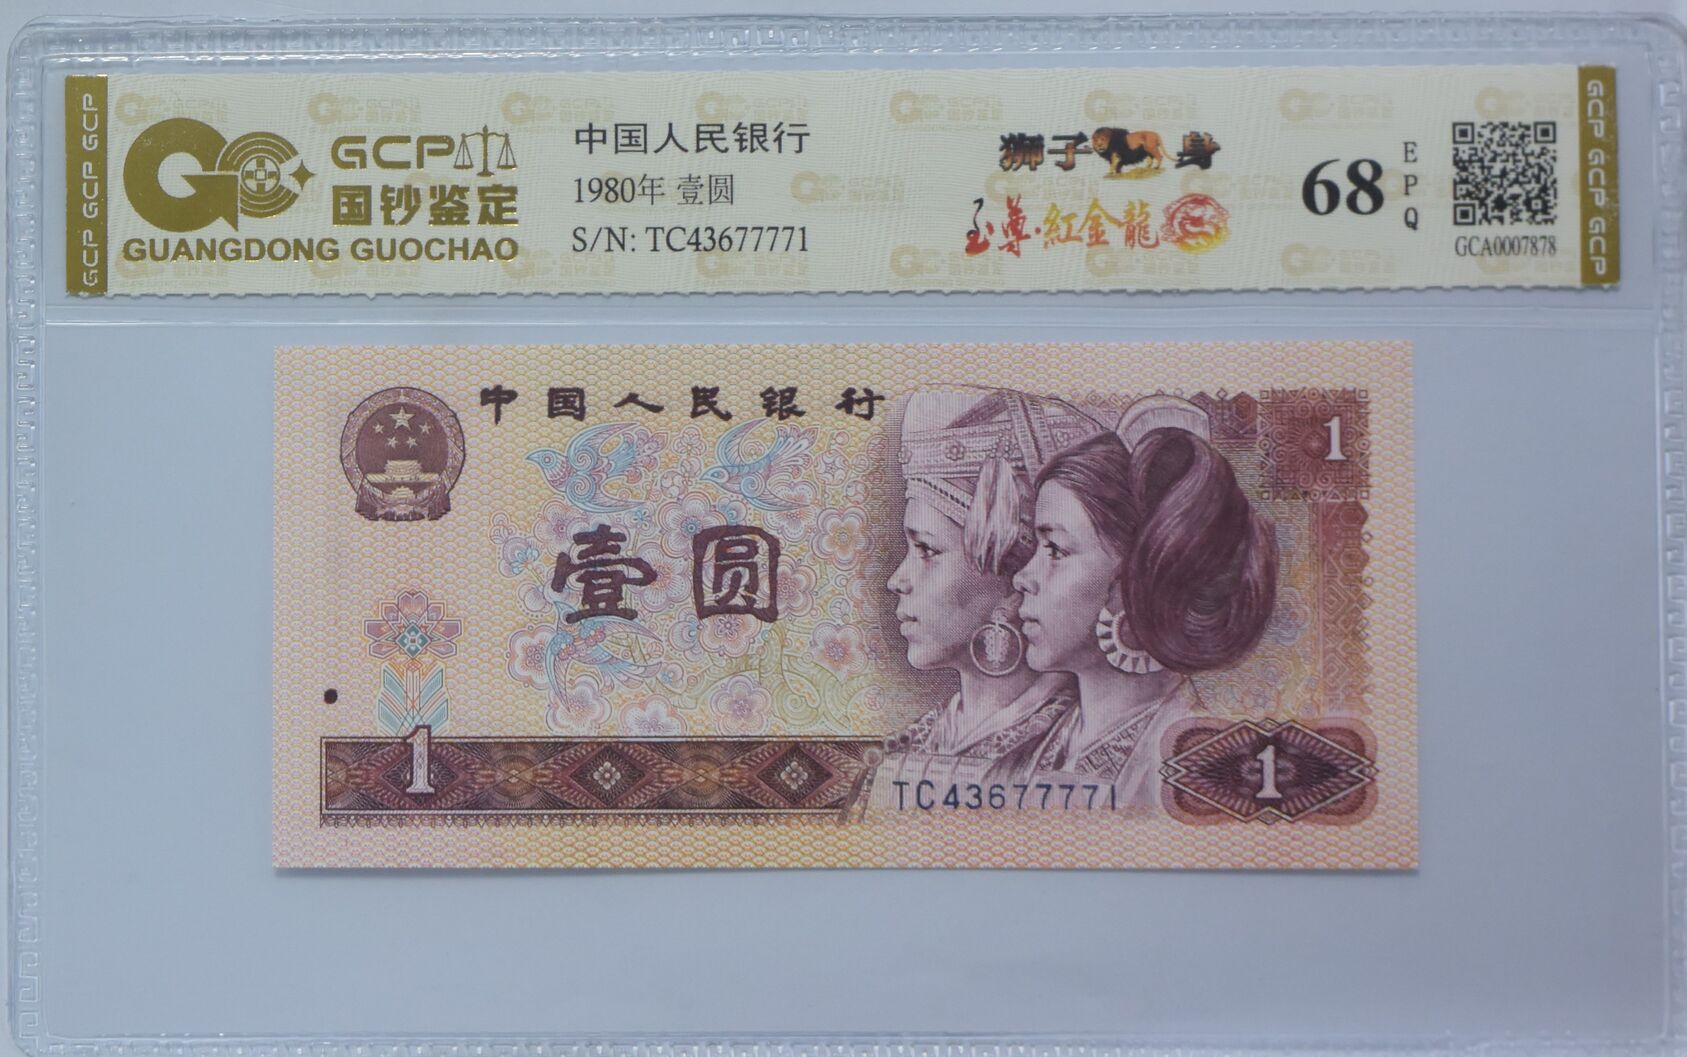 GCP
国钞鉴定
GUANGDONG GUOCHAO
中国人民银行
1980年 壹圆
S/N: TC43677771
狮子 身
至尊·紅金龍
68
EPQ
GCA0007878
GCP GCP GCP
GCP GCP GCP
中国人民银行
1
壹圆
1
TC43677771
1